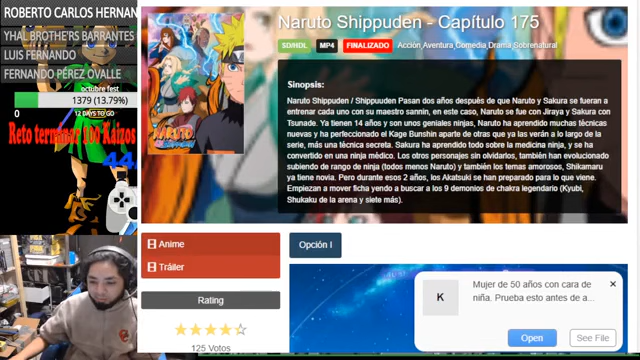 ROBERTO CARLOS HERNAN
YHAL BROTHE'RS BARRANTES
LUIS FERNANDO
FERNANDO PÉREZ OVALLE
octubre fest
1379 (13.79%)
0
12 DAYS TO GO
Reto terminar 100 Kaizos
44
NARUTO
Naruto Shippuden - Capítulo 175
SD/HDL MP4 FINALIZADO Acción, Aventura, Comedia, Drama, Sobrenatural
Sinopsis:
Naruto Shippuden / Shippuuden Pasan dos años después de que Naruto y Sakura se fueran a
entrenar cada uno con su maestro sannin, en este caso, Naruto se fue con Jiraya y Sakura con
Tsunade. Ya tienen 16 años y son unos geniales ninjas, Naruto ha aprendido muchas técnicas
nuevas y ha perfeccionado el Kage Bunshin aparte de otras que ya las verán a lo largo de la
serie, más una técnica secreta. Sakura ha aprendido todo sobre la medicina ninja, y se ha
convertido en una ninja médico. Los otros personajes sin olvidarlos, también han evolucionado
subiendo de rango de ninja (todos menos Naruto) y también los temas amorosos, Shikamaru
ya tiene novia. Pero durante esos 2 años, los Akatsuki se han preparado para lo que viene.
Empiezan a mover ficha yendo a buscar a los 9 demonios de chakra legendario (Kyubi,
Shukaku de la arena y siete más).
Anime
Tráiler
Rating
125 Votos
Opción I
K
Mujer de 50 años con cara de
niña. Prueba esto antes de a...
×
Open
See File